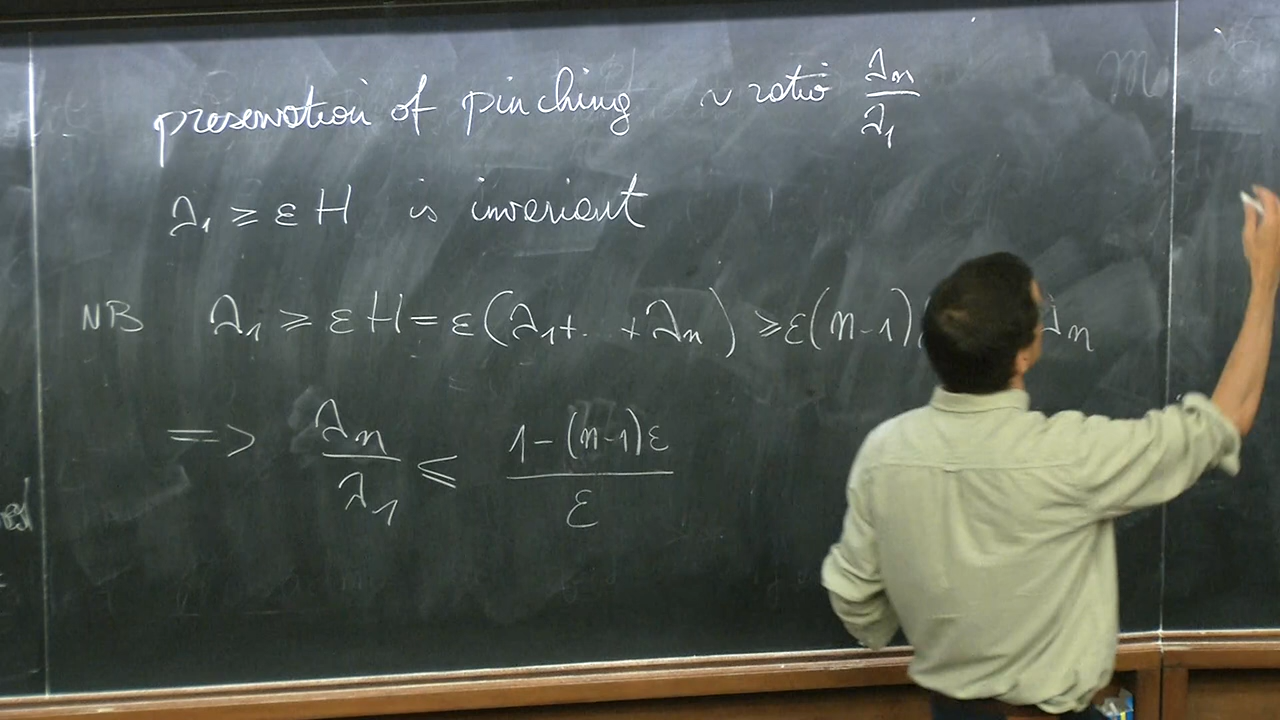 preservation of pinching ~ ratio λn/λ1
λ1 ≥ εH is invariant
NB λ1 ≥ εH = ε(λ1+. +λn) ≥ ε(n-1) λn
=> λn/λ1 ≤ (1-(n-1)ε)/ε